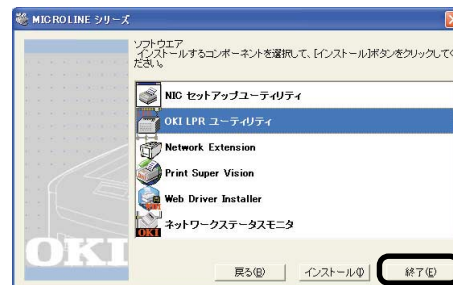 MICROLINE シリーズ
ソフトウエア
インストールするコンポーネントを選択して、[インストール]ボタンをクリックしてく
ださい。
NIC セットアップユーティリティ
OKI LPR ユーティリティ
Network Extension
Print Super Vision
Web Driver Installer
ネットワークステータスモニタ
OKI
OKI
戻る(B) インストール(I) 終了(E)